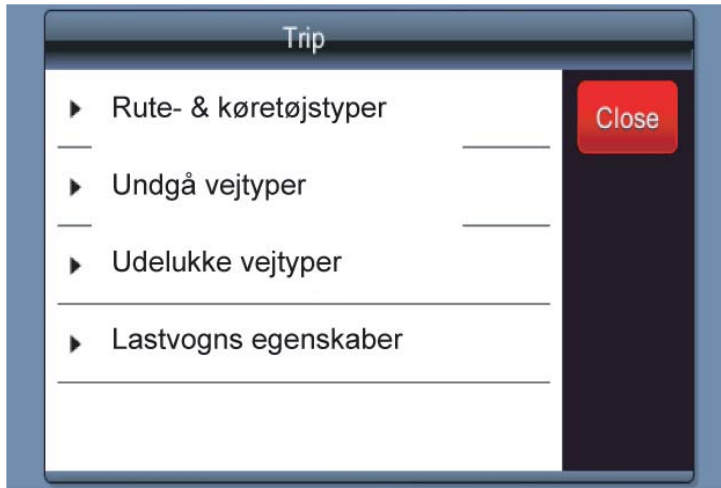 Trip
Rute- & køretøjstyper
Close
Undgå vejtyper
Udelukke vejtyper
Lastvogns egenskaber